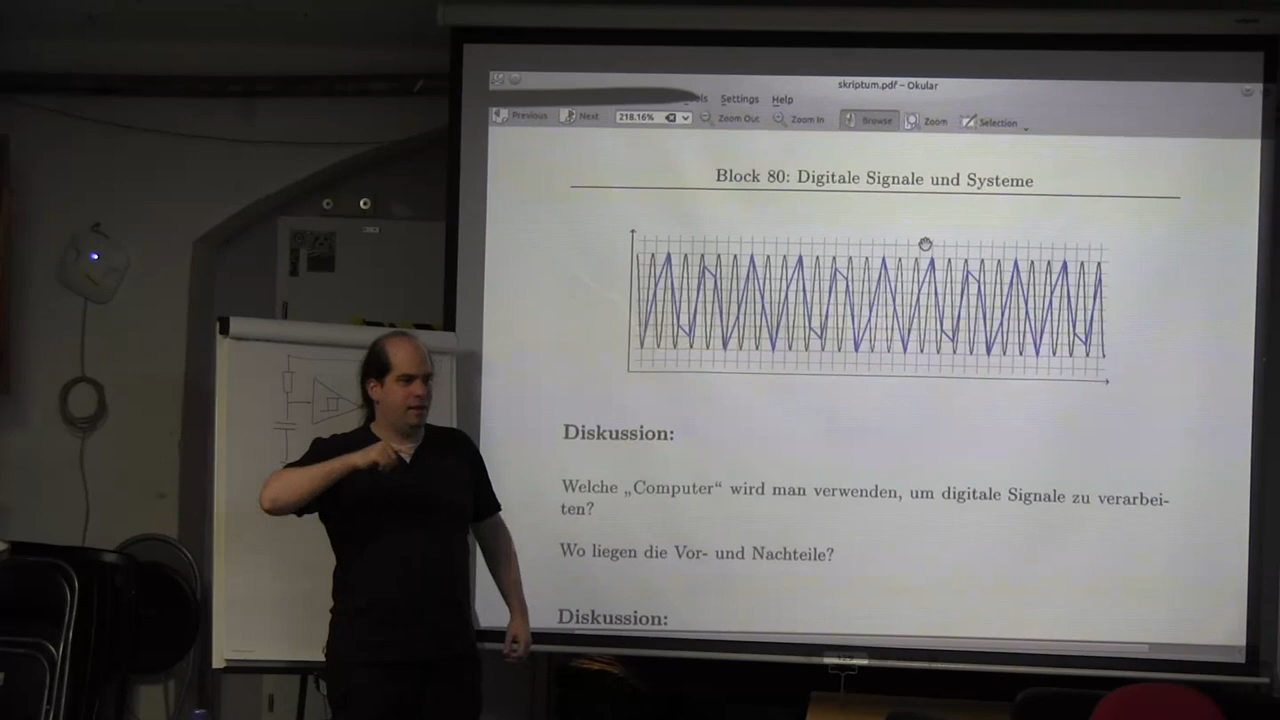 skriptum.pdf – Okular
Settings Help
Previous Next 218.16% Zoom Out Zoom In Browse Zoom Selection
Block 80: Digitale Signale und Systeme
Diskussion:
Welche „Computer“ wird man verwenden, um digitale Signale zu verarbei-
ten?
Wo liegen die Vor- und Nachteile?
Diskussion: